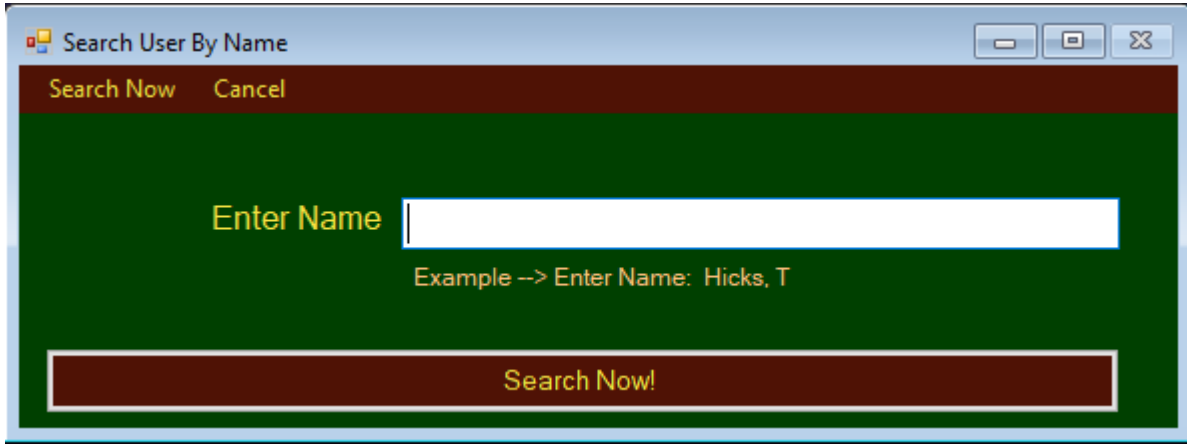 Search User By Name
Search Now Cancel
Enter Name
Example --> Enter Name: Hicks, T
Search Now!